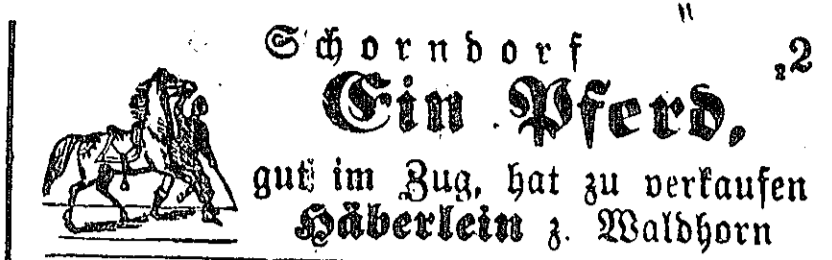 Schorndorf
Ein Pferd,
gut im Zug, hat zu verkaufen
Häberlein z. Waldhorn